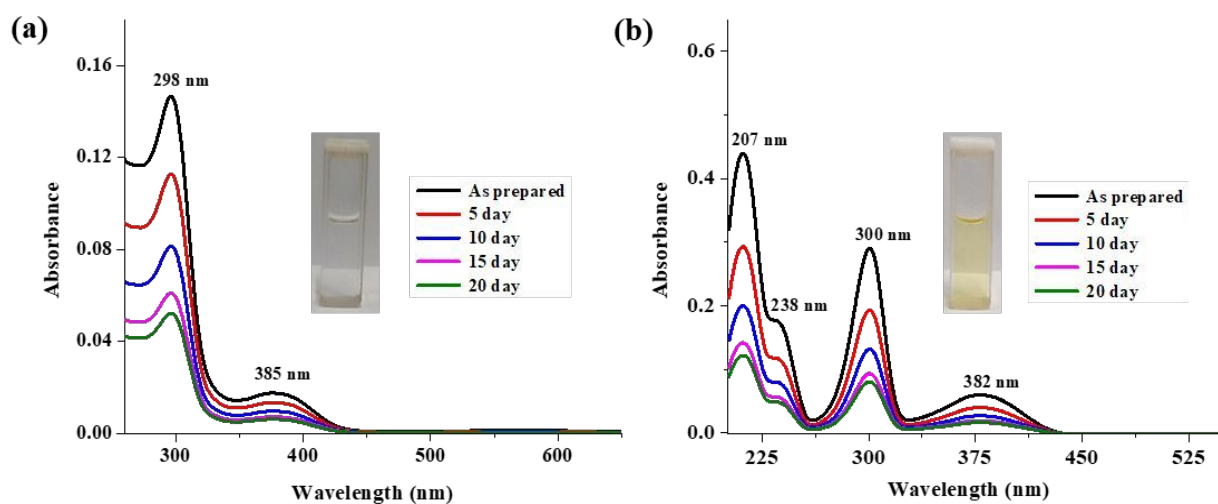 (a)
0.16
0.12
0.08
0.04
0.00
Absorbance
298 nm
385 nm
As prepared
5 day
10 day
15 day
20 day
300
400
500
600
Wavelength (nm)
(b)
0.6
0.4
0.2
0.0
Absorbance
207 nm
238 nm
300 nm
382 nm
As prepared
5 day
10 day
15 day
20 day
225
300
375
450
525
Wavelength (nm)